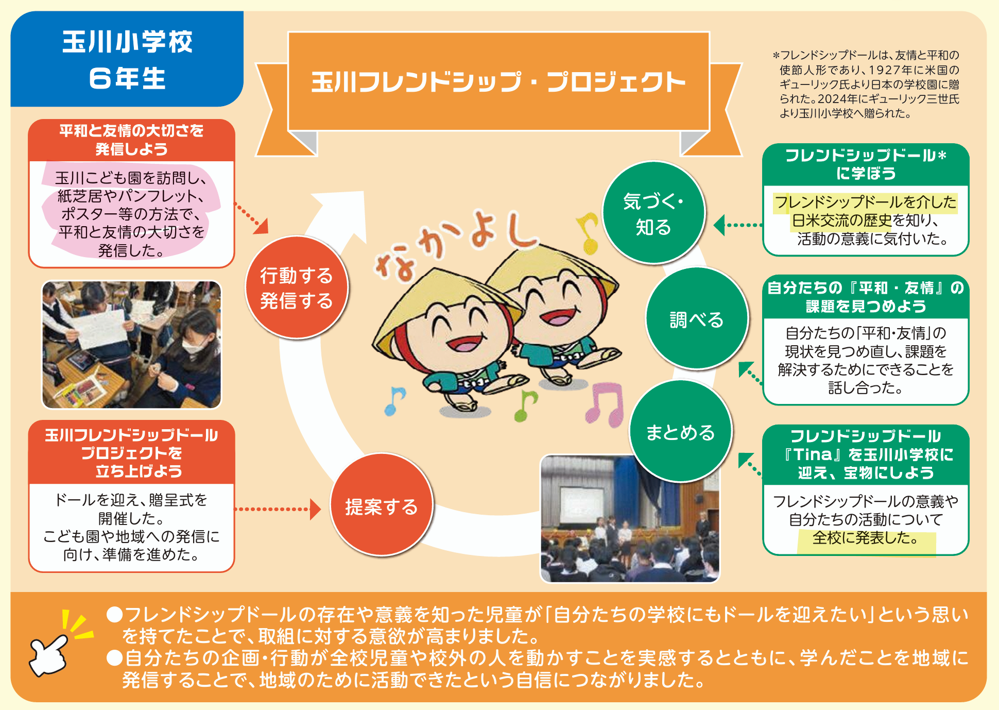 玉川小学校
6年生
玉川フレンドシップ・プロジェクト
＊フレンドシップドールは、友情と平和の
使節人形であり、1927年に米国の
ギューリック氏より日本の学校園に贈
られた。2024年にギューリック三世氏
より玉川小学校へ贈られた。
平和と友情の大切さを
発信しよう
玉川こども園を訪問し、
紙芝居やパンフレット、
ポスター等の方法で、
平和と友情の大切さを
発信した。
行動する
発信する
玉川フレンドシップドール
プロジェクトを
立ち上げよう
ドールを迎え、贈呈式を
開催した。
こども園や地域への発信に
向け、準備を進めた。
提案する
なかよし
気づく・
知る
フレンドシップドール＊
に学ぼう
フレンドシップドールを介した
日米交流の歴史を知り、
活動の意義に気付いた。
調べる
自分たちの『平和・友情』の
課題を見つめよう
自分たちの「平和・友情」の
現状を見つめ直し、課題を
解決するためにできることを
話し合った。
まとめる
フレンドシップドール
『Tina』を玉川小学校に
迎え、宝物にしよう
フレンドシップドールの意義や
自分たちの活動について
全校に発表した。
●フレンドシップドールの存在や意義を知った児童が「自分たちの学校にもドールを迎えたい」という思い
を持てたことで、取組に対する意欲が高まりました。
●自分たちの企画・行動が全校児童や校外の人を動かすことを実感するとともに、学んだことを地域に
発信することで、地域のために活動できたという自信につながりました。